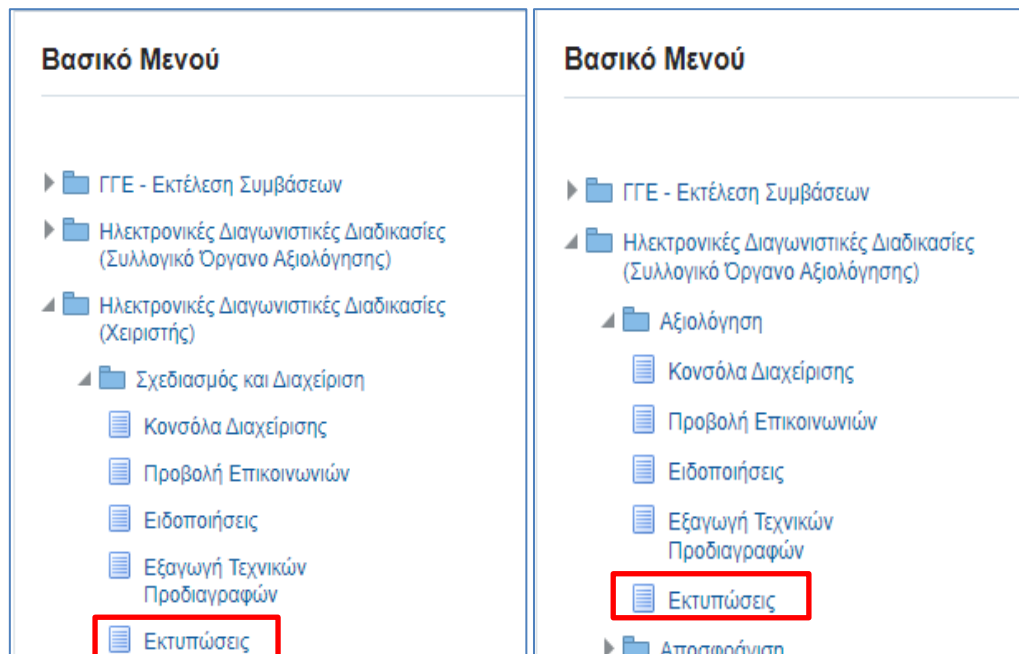 Βασικό Μενού
ΓΓΕ - Εκτέλεση Συμβάσεων
Ηλεκτρονικές Διαγωνιστικές Διαδικασίες
(Συλλογικό Όργανο Αξιολόγησης)
Ηλεκτρονικές Διαγωνιστικές Διαδικασίες
(Χειριστής)
Σχεδιασμός και Διαχείριση
Κονσόλα Διαχείρισης
Προβολή Επικοινωνιών
Ειδοποιήσεις
Εξαγωγή Τεχνικών
Προδιαγραφών
Εκτυπώσεις
Βασικό Μενού
ΓΓΕ - Εκτέλεση Συμβάσεων
Ηλεκτρονικές Διαγωνιστικές Διαδικασίες
(Συλλογικό Όργανο Αξιολόγησης)
Αξιολόγηση
Κονσόλα Διαχείρισης
Προβολή Επικοινωνιών
Ειδοποιήσεις
Εξαγωγή Τεχνικών
Προδιαγραφών
Εκτυπώσεις
Αποσφράγιση